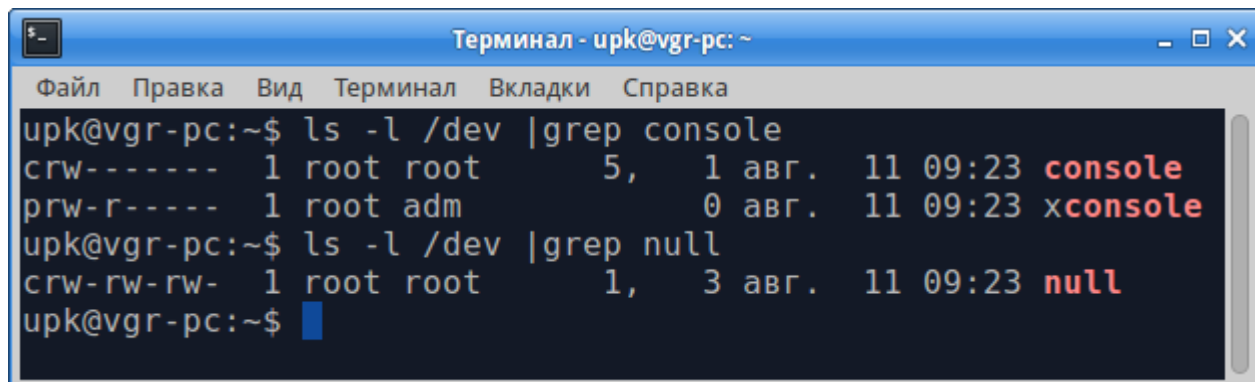 Терминал - upk@vgr-pc: ~
Файл Правка Вид Терминал Вкладки Справка
upk@vgr-pc:~$ ls -l /dev |grep console
crw------- 1 root root 5, 1 авг. 11 09:23 console
prw-r----- 1 root adm 0 авг. 11 09:23 xconsole
upk@vgr-pc:~$ ls -l /dev |grep null
crw-rw-rw- 1 root root 1, 3 авг. 11 09:23 null
upk@vgr-pc:~$